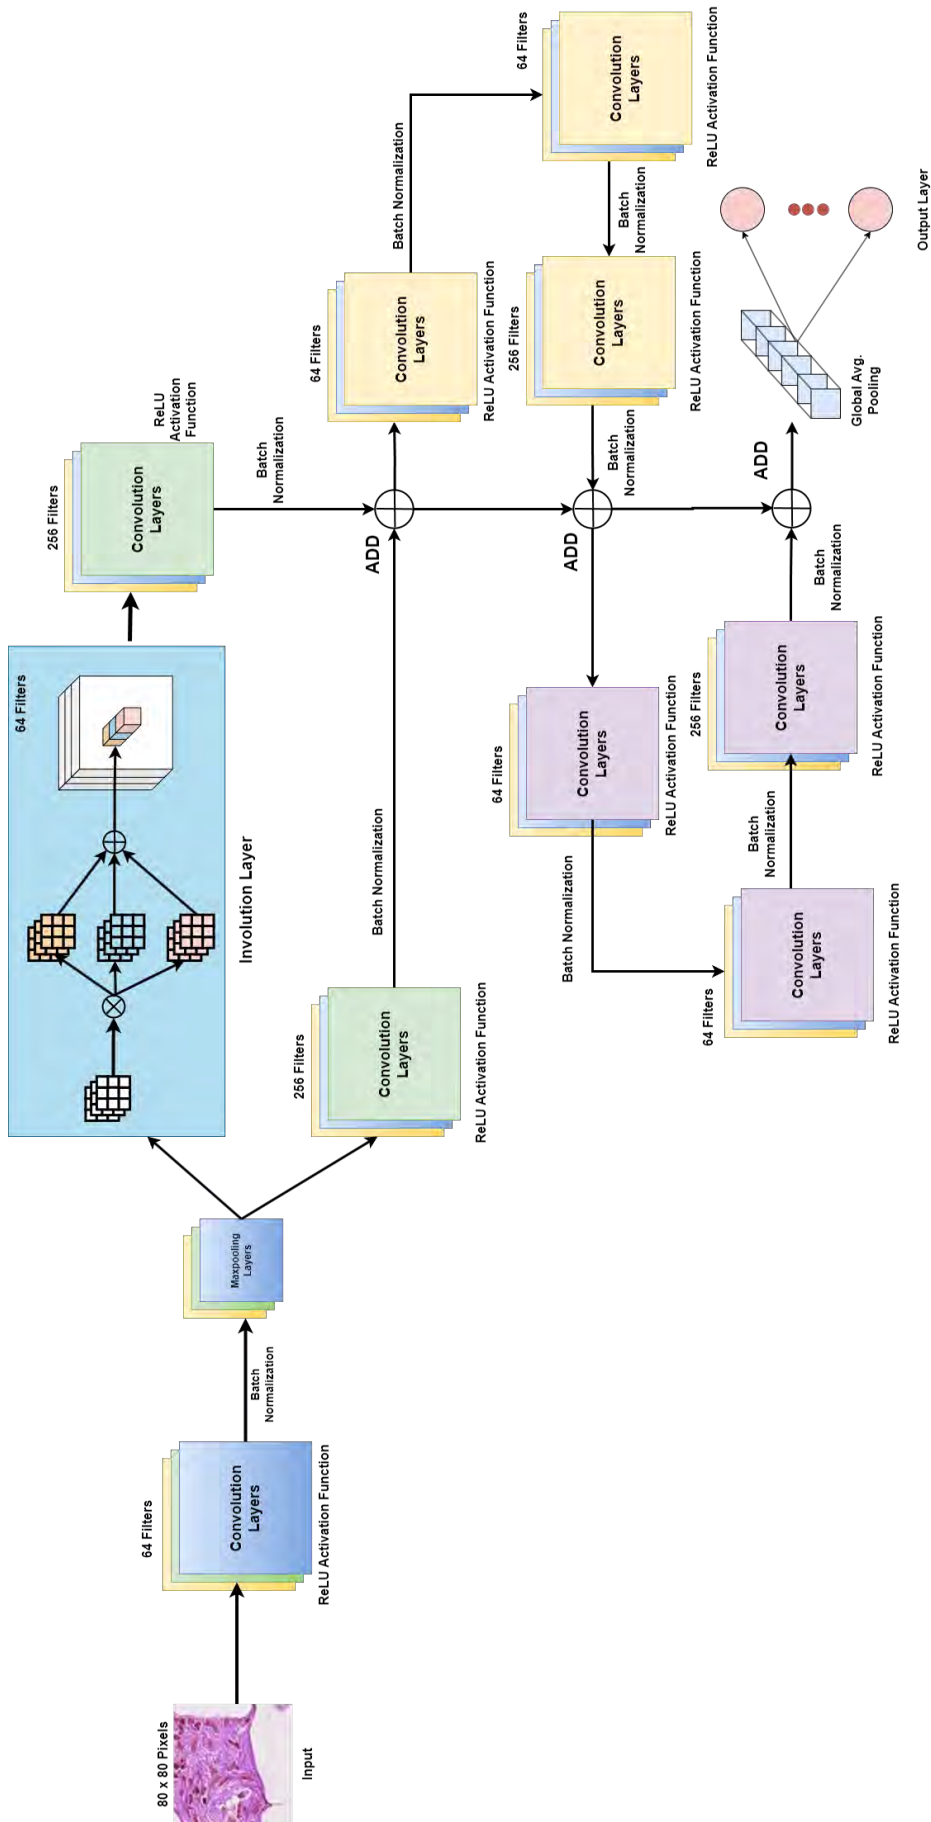 80 x 80 Pixels
Input
64 Filters
Convolution
Layers
ReLU Activation Function
Batch
Normalization
Maxpooling
Layers
64 Filters
Involution Layer
256 Filters
Convolution
Layers
ReLU
Activation
Function
Batch
Normalization
256 Filters
Convolution
Layers
ReLU Activation Function
Batch Normalization
ADD
64 Filters
Convolution
Layers
ReLU Activation Function
Batch Normalization
64 Filters
Convolution
Layers
ReLU Activation Function
Batch
Normalization
256 Filters
Convolution
Layers
ReLU Activation Function
Batch
Normalization
ADD
64 Filters
Convolution
Layers
ReLU Activation Function
Batch Normalization
64 Filters
Convolution
Layers
ReLU Activation Function
Batch
Normalization
256 Filters
Convolution
Layers
ReLU Activation Function
Batch
Normalization
ADD
Global Avg.
Pooling
Output Layer